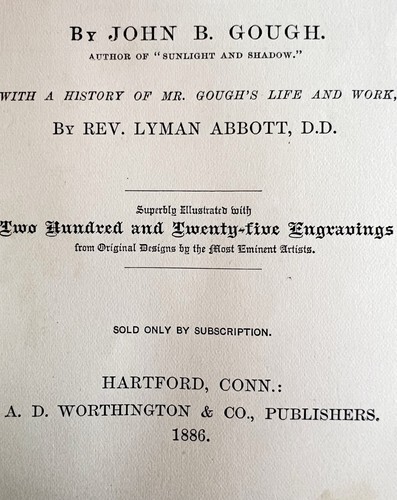 By JOHN B. GOUGH.
AUTHOR OF "SUNLIGHT AND SHADOW."
WITH A HISTORY OF MR. GOUGH'S LIFE AND WORK,
By REV. LYMAN ABBOTT, D.D.
Superbly Illustrated with
Two Hundred and Twenty-five Engravings
from Original Designs by the Most Eminent Artists.
SOLD ONLY BY SUBSCRIPTION.
HARTFORD, CONN.:
A. D. WORTHINGTON & CO., PUBLISHERS.
1886.